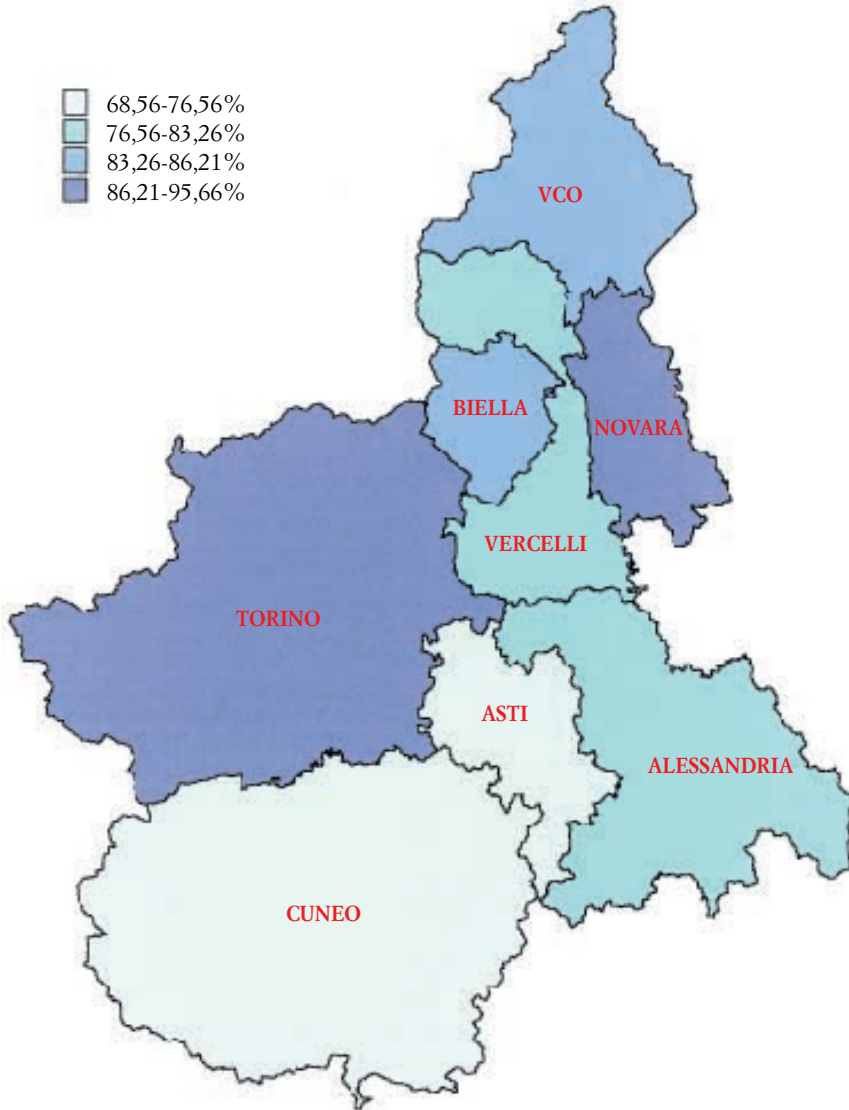 68,56-76,56%
76,56-83,26%
83,26-86,21%
86,21-95,66%
VCO
BIELLA
NOVARA
VERCELLI
TORINO
ASTI
ALESSANDRIA
CUNEO